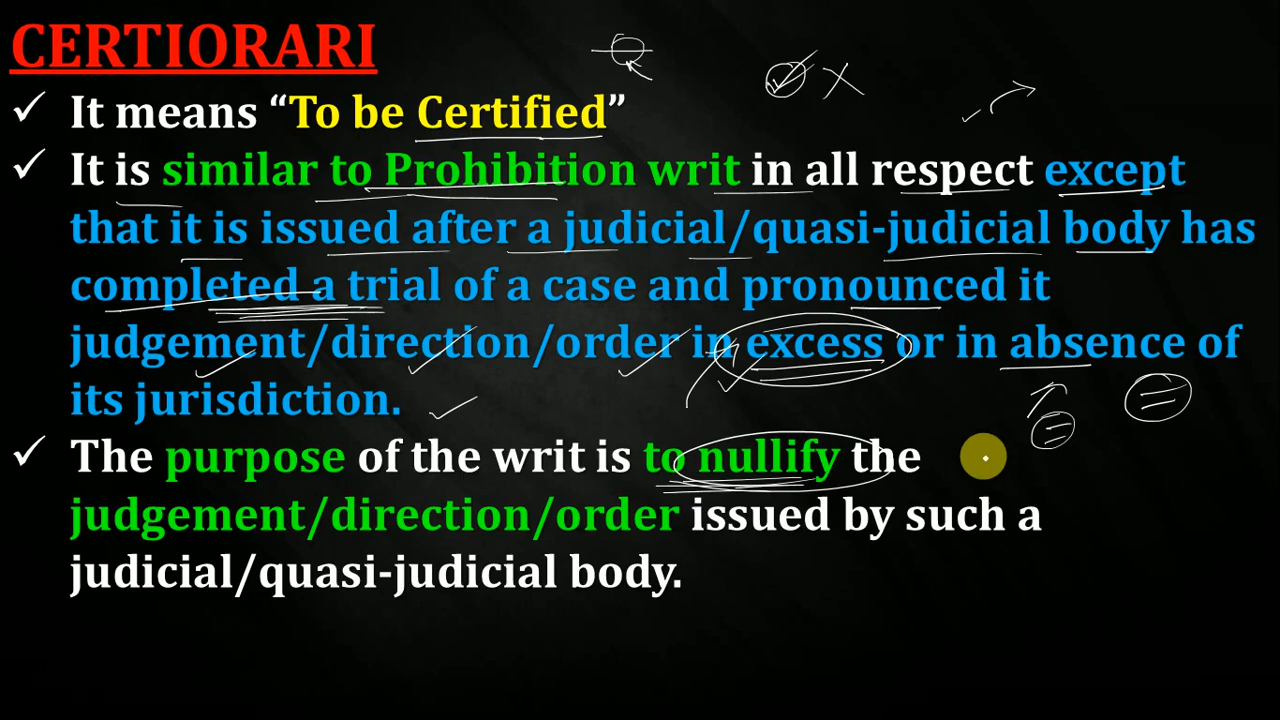 CERTIORARI
✓ It means “To be Certified”
✓ It is similar to Prohibition writ in all respect except
that it is issued after a judicial/quasi-judicial body has
completed a trial of a case and pronounced it
judgement/direction/order in excess or in absence of
its jurisdiction.
✓ The purpose of the writ is to nullify the
judgement/direction/order issued by such a
judicial/quasi-judicial body.